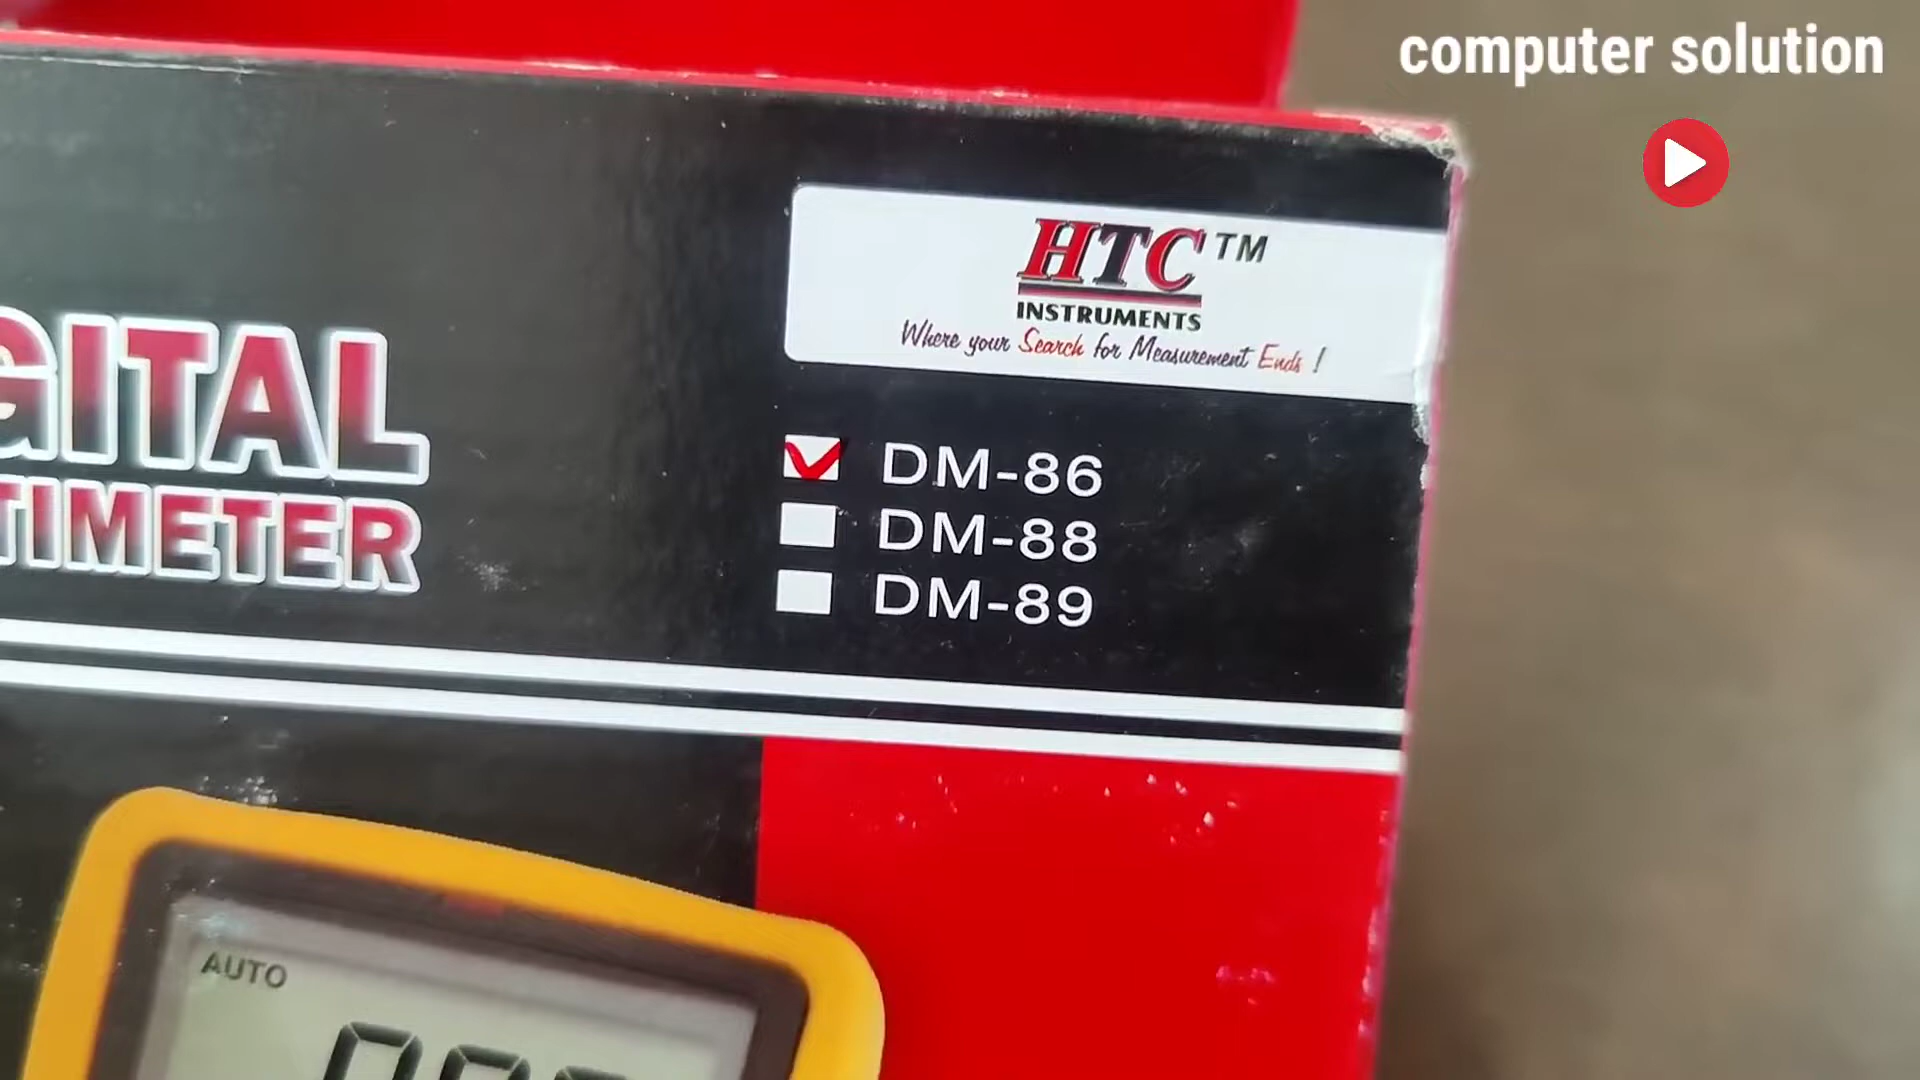 computer solution
HTC™
INSTRUMENTS
Where your Search for Measurement Ends !
GITAL
TIMETER
DM-86
DM-88
DM-89
AUTO